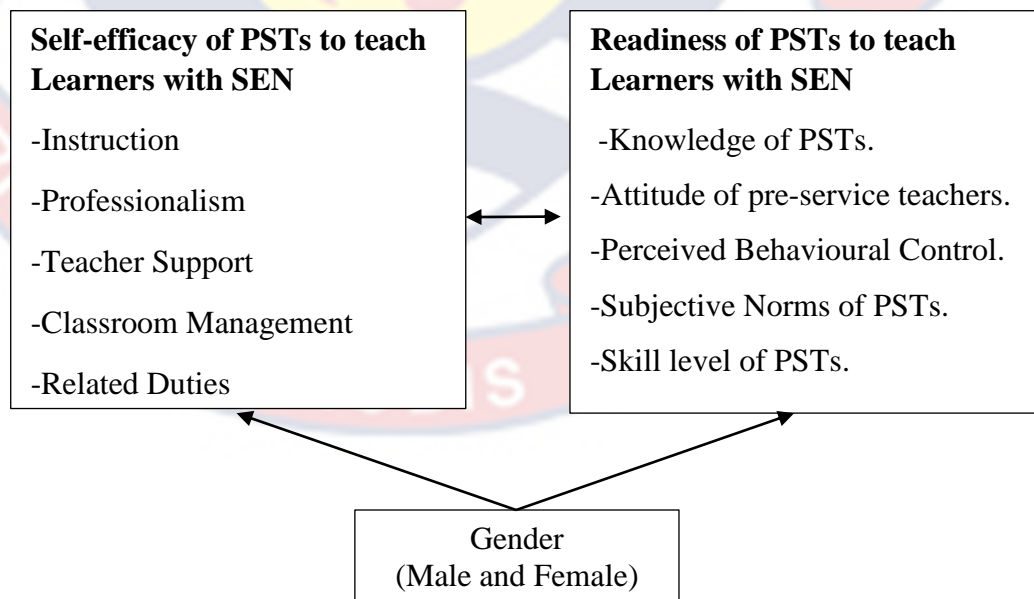 Self-efficacy of PSTs to teach
Learners with SEN
-Instruction
-Professionalism
-Teacher Support
-Classroom Management
-Related Duties
Readiness of PSTs to teach
Learners with SEN
-Knowledge of PSTs.
-Attitude of pre-service teachers.
-Perceived Behavioural Control.
-Subjective Norms of PSTs.
-Skill level of PSTs.
Gender
(Male and Female)